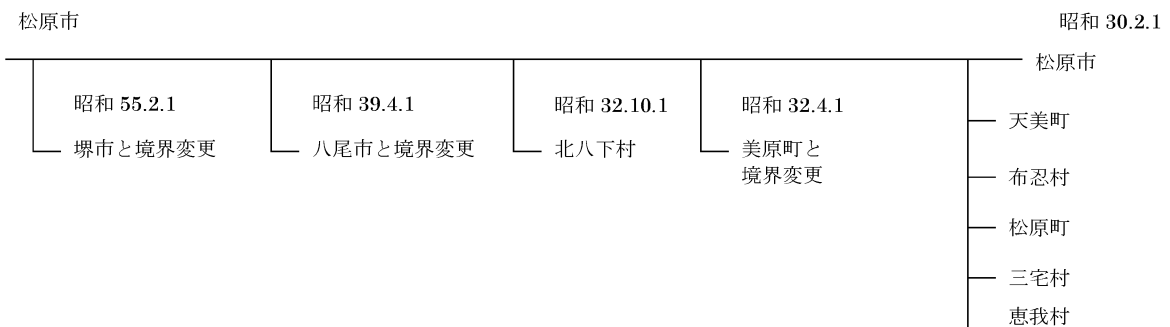 松原市
昭和 30.2.1
松原市
昭和 55.2.1
堺市と境界変更
昭和 39.4.1
八尾市と境界変更
昭和 32.10.1
北八下村
昭和 32.4.1
美原町と
境界変更
天美町
布忍村
松原町
三宅村
恵我村